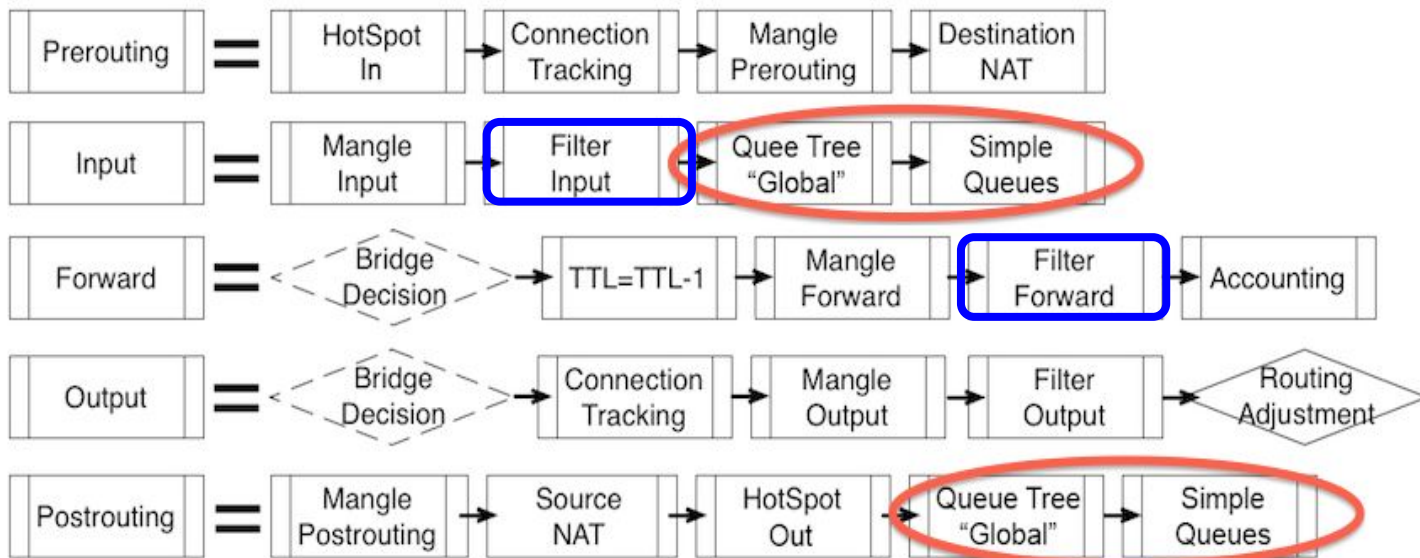 Prerouting
=
HotSpot
In
Connection
Tracking
Mangle
Prerouting
Destination
NAT
Input
=
Mangle
Input
Filter
Input
Quee Tree
“Global”
Simple
Queues
Forward
=
Bridge
Decision
TTL=TTL-1
Mangle
Forward
Filter
Forward
Accounting
Output
=
Bridge
Decision
Connection
Tracking
Mangle
Output
Filter
Output
Routing
Adjustment
Postrouting
=
Mangle
Postrouting
Source
NAT
HotSpot
Out
Queue Tree
“Global”
Simple
Queues